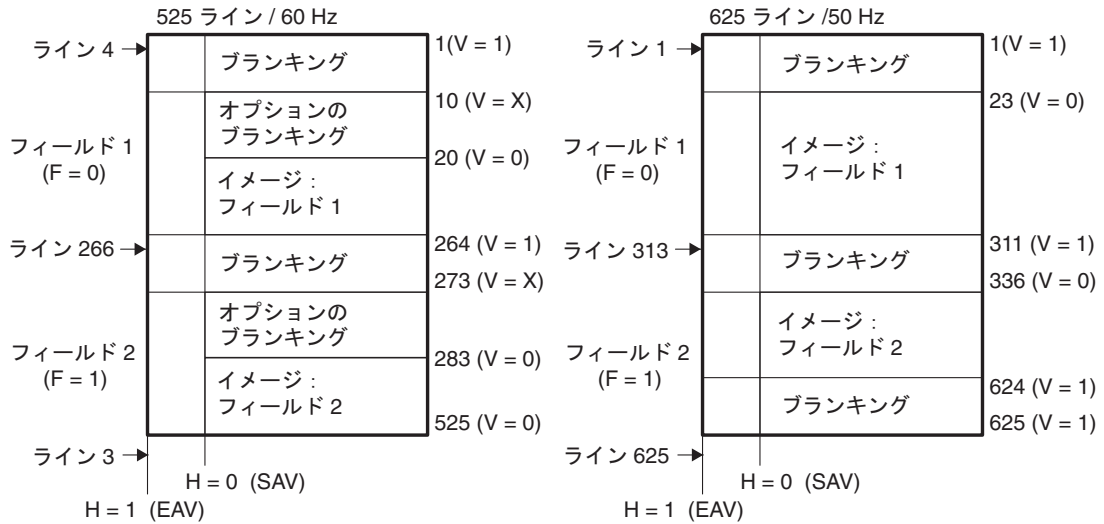 525 ライン / 60 Hz
ライン 4
1(V = 1)
ブランキング
10 (V = X)
オプションの
ブランキング
フィールド 1
(F = 0)
20 (V = 0)
イメージ :
フィールド 1
ライン 266
264 (V = 1)
ブランキング
273 (V = X)
オプションの
ブランキング
フィールド 2
(F = 1)
283 (V = 0)
イメージ :
フィールド 2
525 (V = 0)
ライン 3
H = 0 (SAV)
H = 1 (EAV)
625 ライン /50 Hz
ライン 1
1(V = 1)
ブランキング
23 (V = 0)
フィールド 1
(F = 0)
イメージ :
フィールド 1
ライン 313
311 (V = 1)
ブランキング
336 (V = 0)
イメージ :
フィールド 2
フィールド 2
(F = 1)
624 (V = 1)
ブランキング
625 (V = 1)
ライン 625
H = 0 (SAV)
H = 1 (EAV)